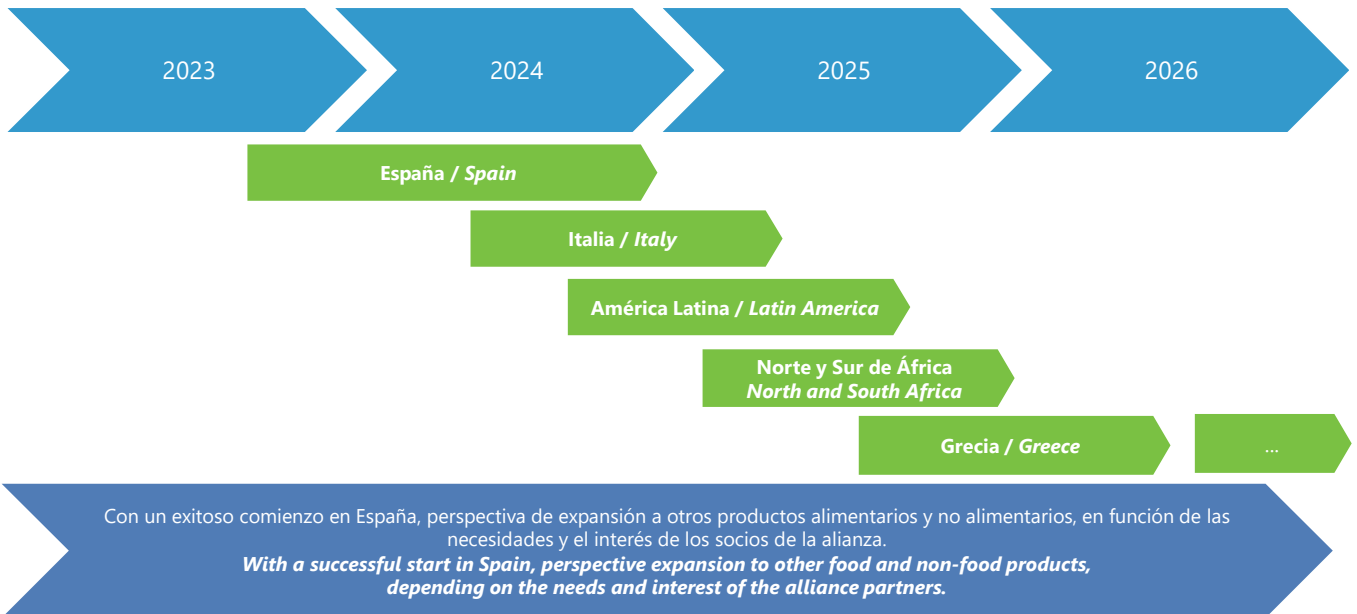 2023
2024
2025
2026
España / Spain
Italia / Italy
América Latina / Latin America
Norte y Sur de África
North and South Africa
Grecia / Greece
...
Con un exitoso comienzo en España, perspectiva de expansión a otros productos alimentarios y no alimentarios, en función de las
necesidades y el interés de los socios de la alianza.
With a successful start in Spain, perspective expansion to other food and non-food products,
depending on the needs and interest of the alliance partners.